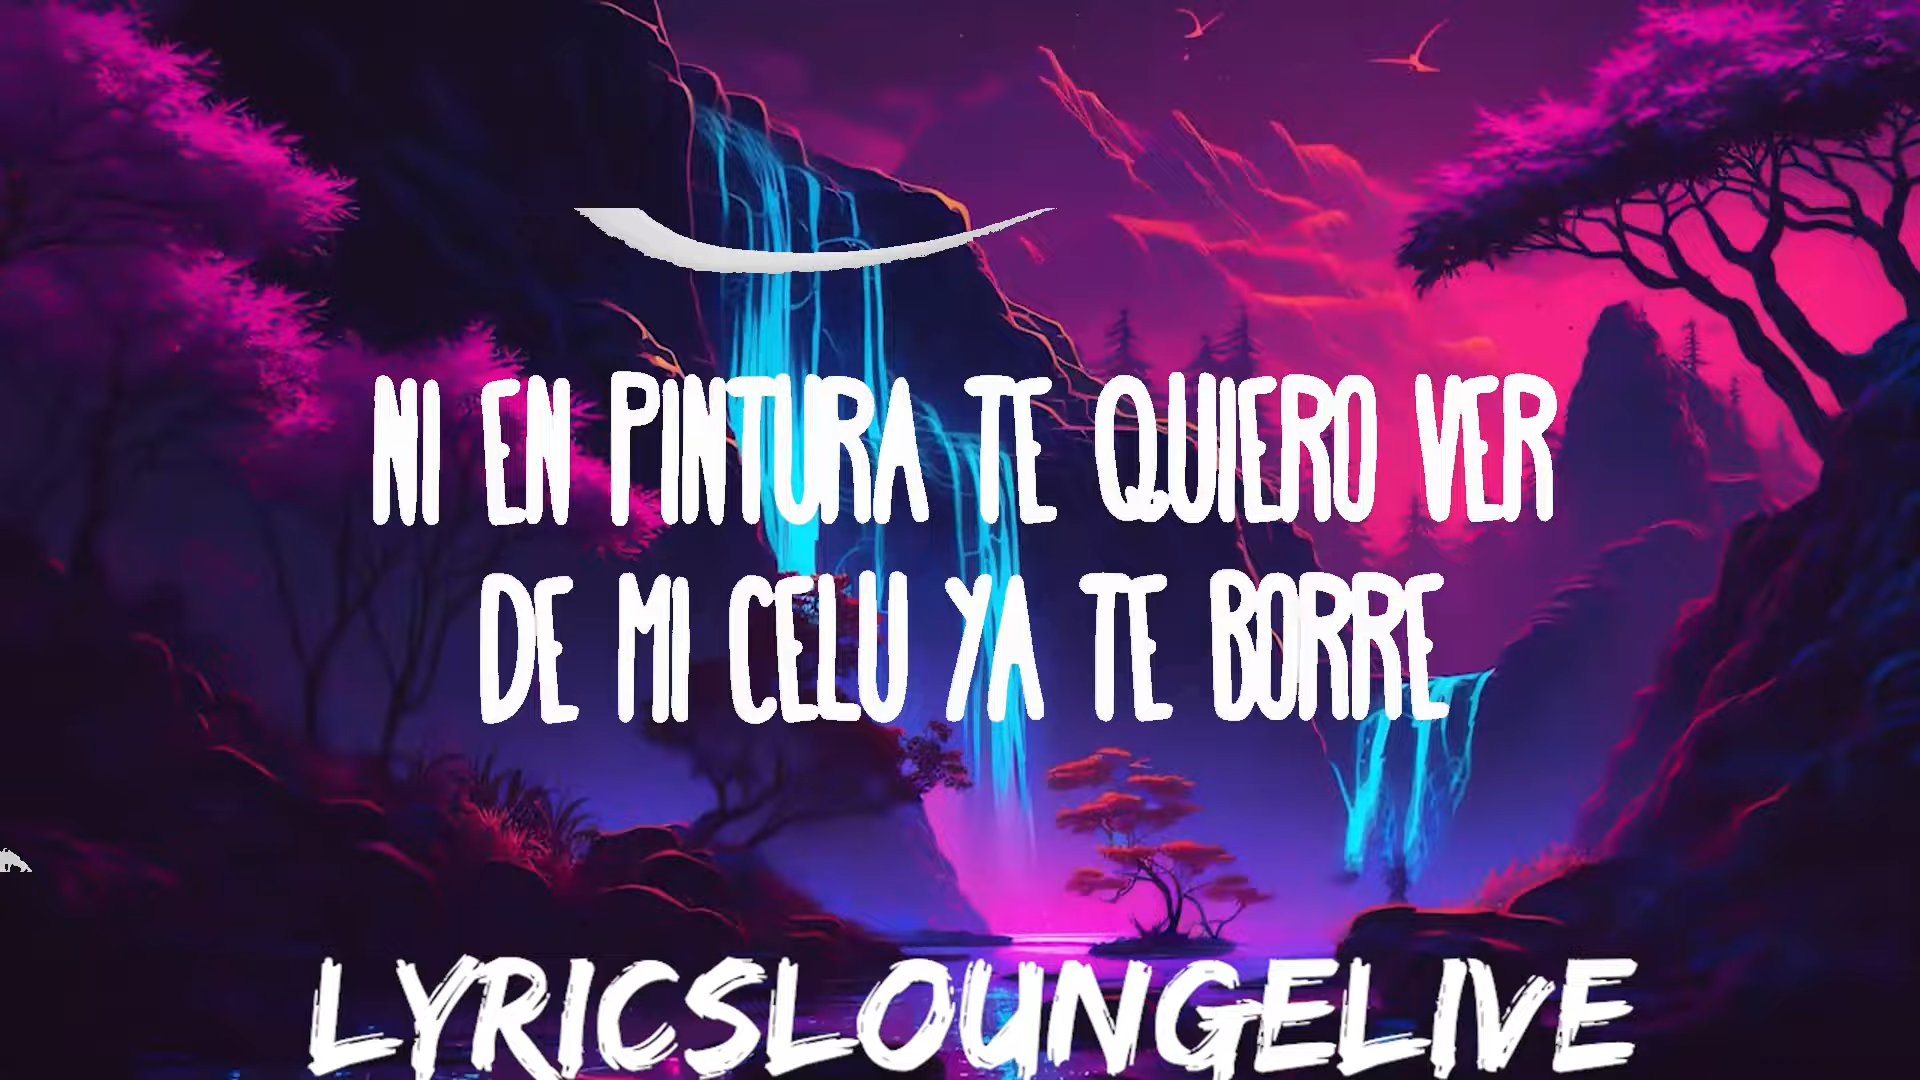 NI EN PINTURA TE QUIERO VER
DE MI CELU YA TE BORRE
LYRICSLOUNGELIVE